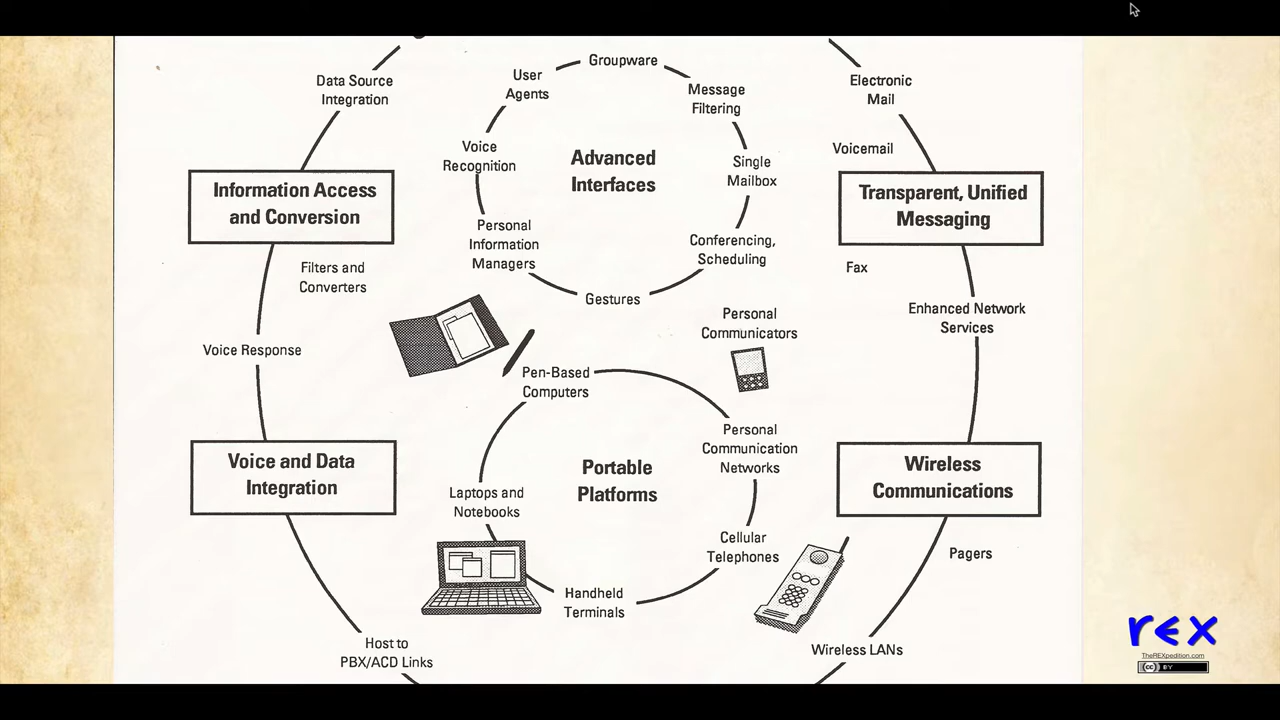 Groupware
User
Agents
Data Source
Integration
Message
Filtering
Electronic
Mail
Voice
Recognition
Advanced
Interfaces
Single
Mailbox
Voicemail
Information Access
and Conversion
Transparent, Unified
Messaging
Personal
Information
Managers
Conferencing,
Scheduling
Filters and
Converters
Fax
Gestures
Enhanced Network
Services
Personal
Communicators
Voice Response
Pen-Based
Computers
Personal
Communication
Networks
Voice and Data
Integration
Portable
Platforms
Wireless
Communications
Laptops and
Notebooks
Cellular
Telephones
Pagers
Handheld
Terminals
Host to
PBX/ACD Links
Wireless LANs
rex
TheREXpedition.com
cc BY